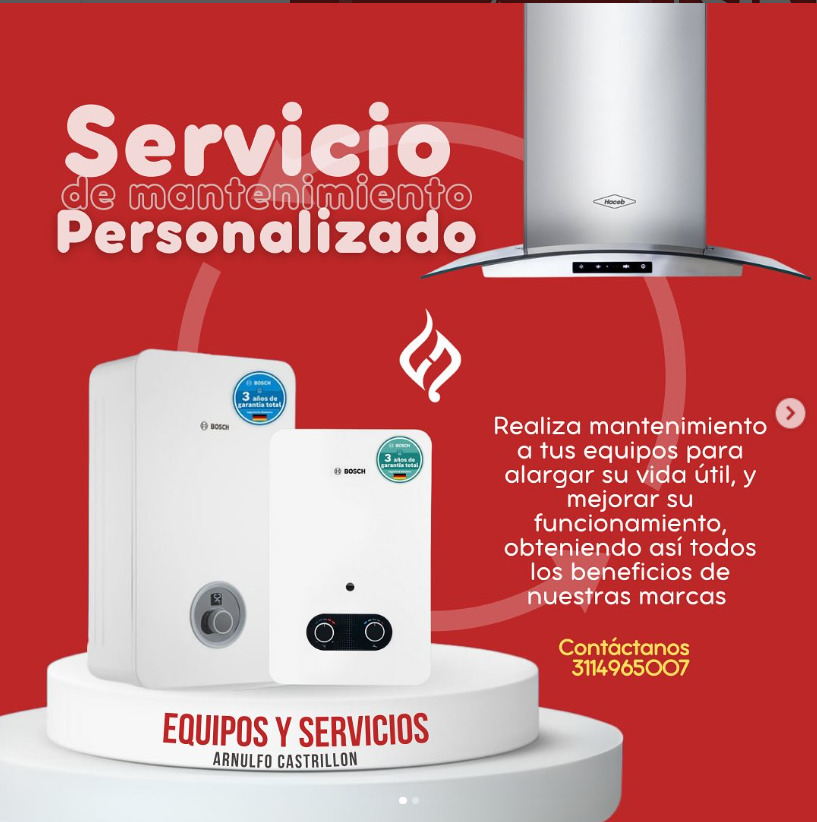 Servicio
de mantenimiento
Personalizado
Haceb
BOSCH
3 años de
garantía total
BOSCH
BOSCH
3 años de
garantía total
BOSCH
Realiza mantenimiento
a tus equipos para
alargar su vida útil, y
mejorar su
funcionamiento,
obteniendo así todos
los beneficios de
nuestras marcas
Contáctanos
3114965007
EQUIPOS Y SERVICIOS
ARNULFO CASTRILLON